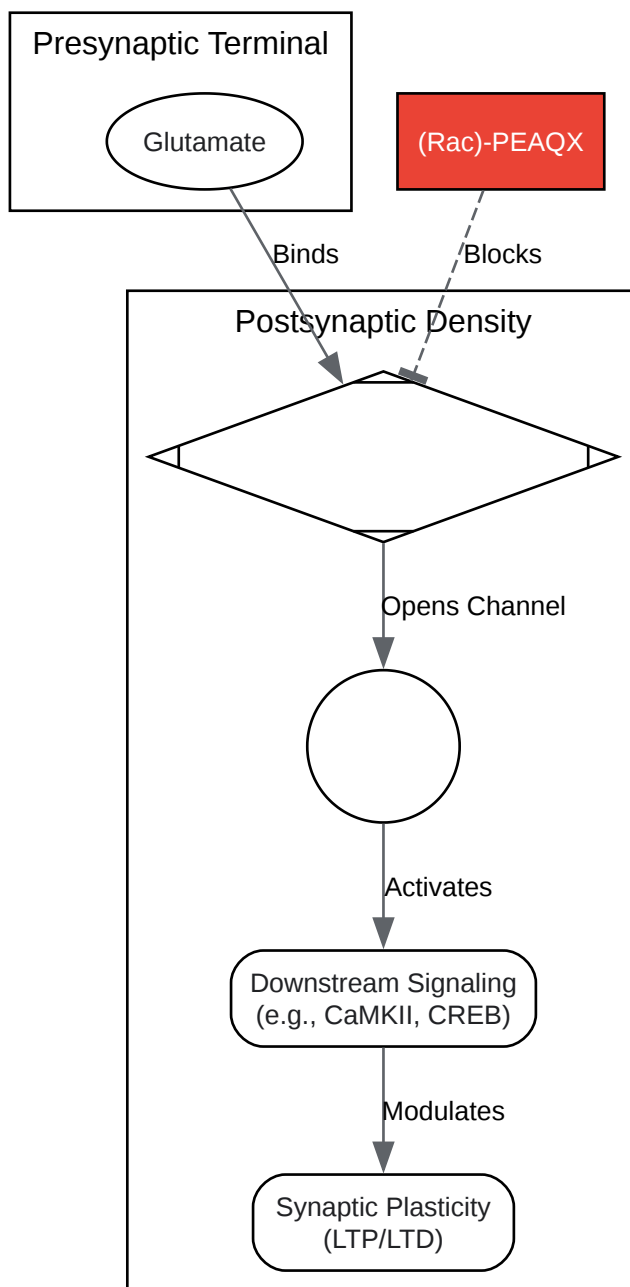 Presynaptic Terminal
Glutamate
(Rac)-PEAQX
Binds
Blocks
Postsynaptic Density
Opens Channel
Activates
Downstream Signaling
(e.g., CaMKII, CREB)
Modulates
Synaptic Plasticity
(LTP/LTD)